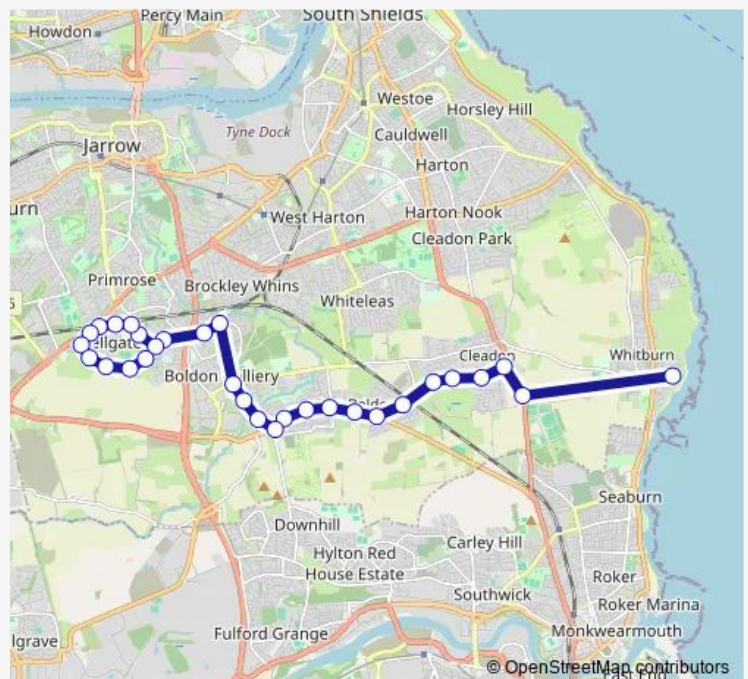 South Shields
Percy Main
Howdon
Westoe
Horsley Hill
Tyne Dock
Cauldwell
Jarrow
Harton
urn
West Harton
Harton Nook
Cleadon Park
Primrose
Brockley Whins
Whiteleas
ellgate
Cleadon
Whitburn
Boldon
lliery
Seaburn
Downhill
Carley Hill
Hylton Red
House Estate
Roker
Southwick
Roker Marina
lgrave
Fulford Grange
Monkwearmouth
© OpenStreetMap contributors
East End